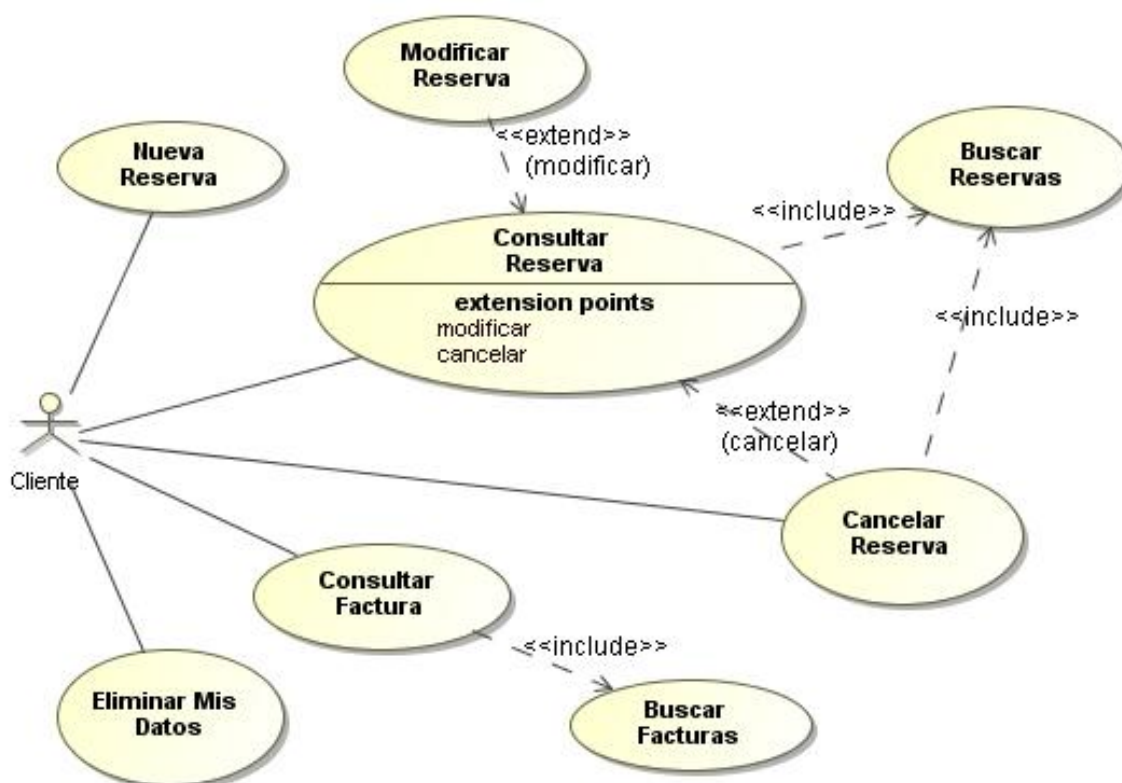 Modificar
Reserva
<<extend>>
(modificar)
Nueva
Reserva
Buscar
Reservas
<<include>>
Consultar
Reserva
extension points
modificar
cancelar
<<include>>
<<extend>>
(cancelar)
Cliente
Cancelar
Reserva
Consultar
Factura
<<include>>
Eliminar Mis
Datos
Buscar
Facturas